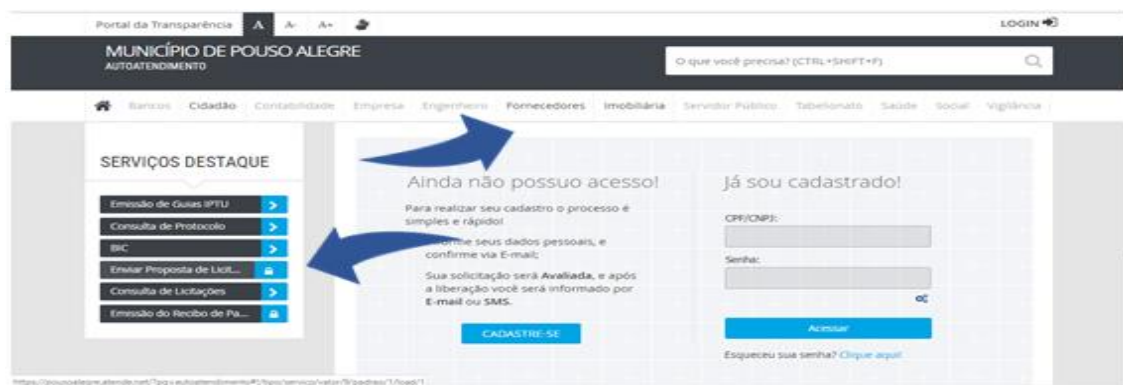 Portal da Transparência A A- A+ LOGIN
MUNICÍPIO DE POUSO ALEGRE
AUTOATENDIMENTO
O que você precisa? (CTRL+SHIFT+F)
Bancos Cidadão Contabilidade Empresa Engenheiro Fornecedores Imobiliária Servidor Público Tabelionato Saúde Social Vigilância
SERVIÇOS DESTAQUE
Emissão de Guias IPTU
Consulta de Protocolo
BIC
Enviar Proposta de Licit...
Consulta de Licitações
Emissão do Recibo de Pa...
Ainda não possuo acesso!
Para realizar seu cadastro o processo é
simples e rápido!
seus dados pessoais, e
confirme via E-mail;
Sua solicitação será Avaliada, e após
a liberação você será informado por
E-mail ou SMS.
CADASTRE-SE
Já sou cadastrado!
CPF/CNPJ:
Senha:
Acessar
Esqueceu sua senha? Clique aqui!